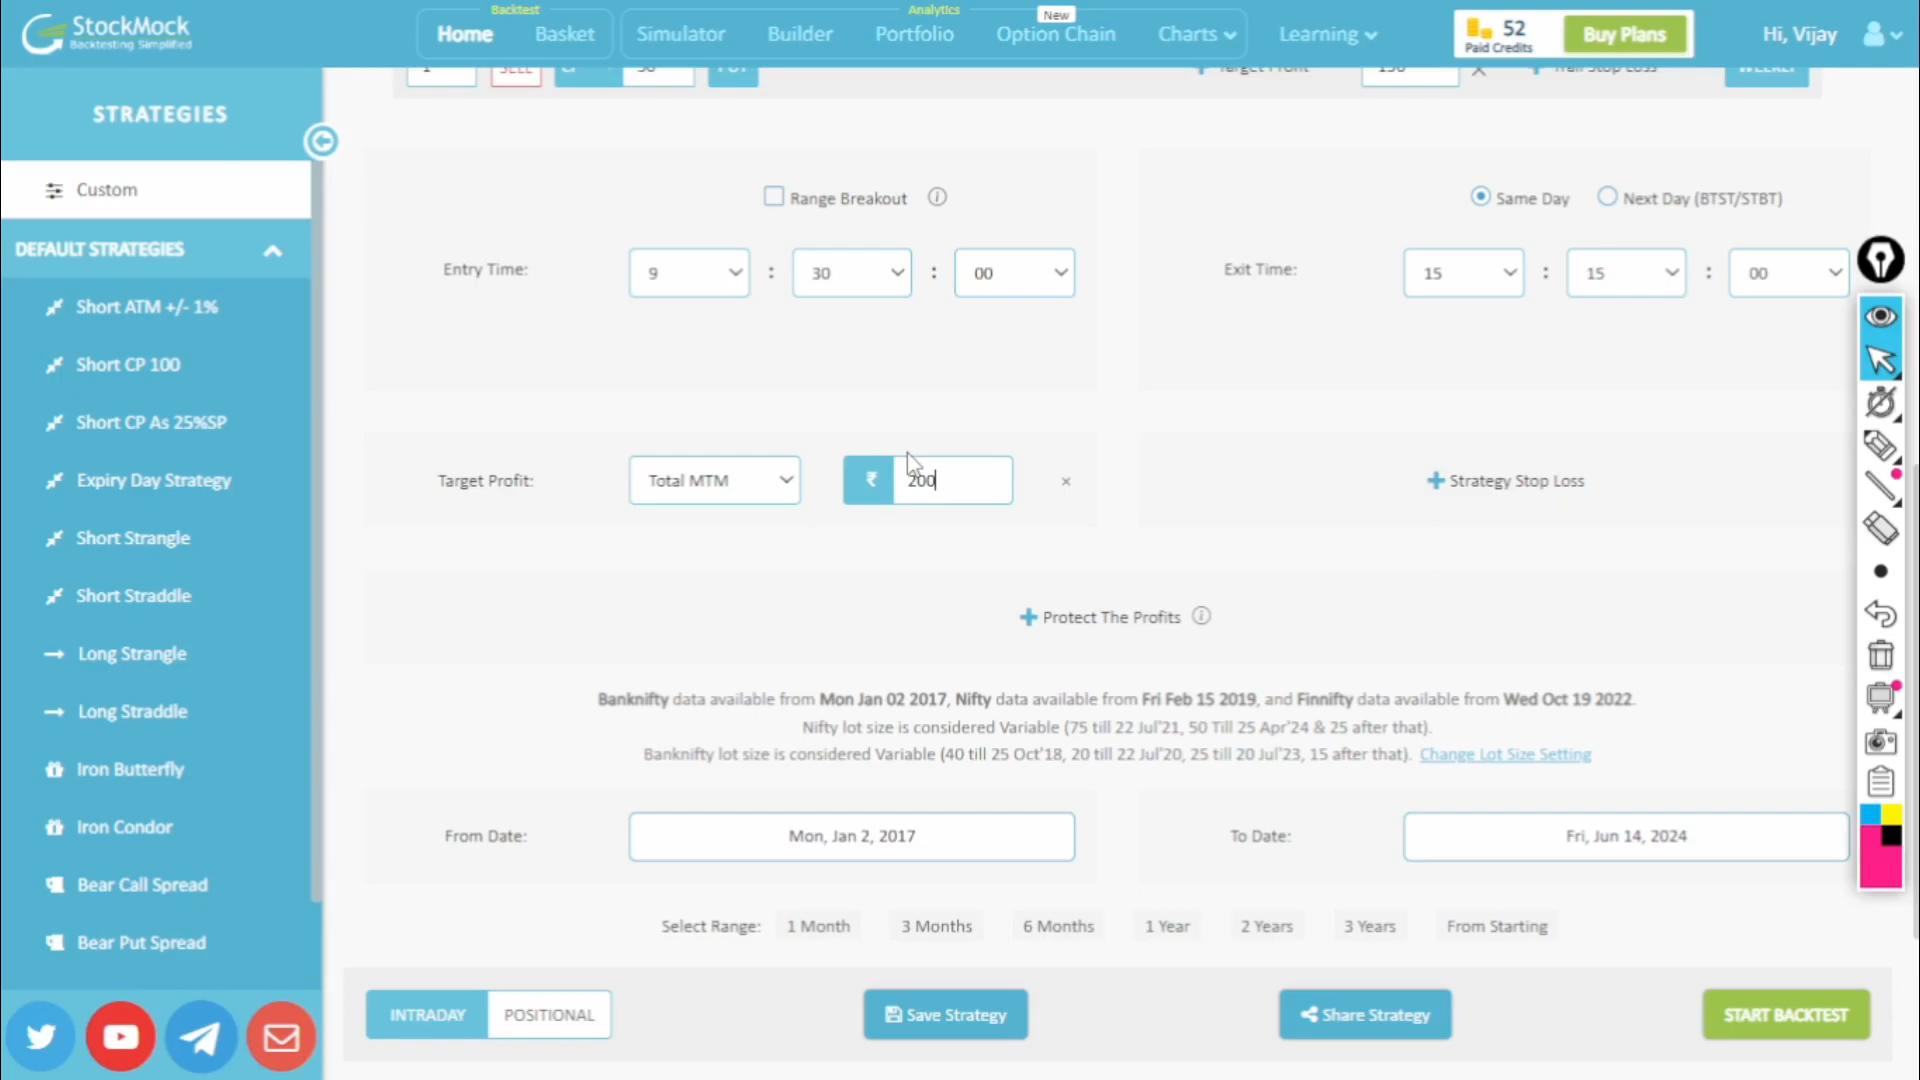 StockMock
Backtesting Simplified
Backtest
Home
Basket
Analytics
Simulator
Builder
Portfolio
New
Option Chain
Charts
Learning
52
Paid Credits
Buy Plans
Hi, Vijay
STRATEGIES
Custom
DEFAULT STRATEGIES
Short ATM +/- 1%
Short CP 100
Short CP As 25%SP
Expiry Day Strategy
Short Strangle
Short Straddle
Long Strangle
Long Straddle
Iron Butterfly
Iron Condor
Bear Call Spread
Bear Put Spread
SELL
Target Profit
Trail Stop Loss
WEEKLY
Range Breakout
Same Day
Next Day (BTST/STBT)
Entry Time:
9 : 30 : 00
Exit Time:
15 : 15 : 00
Target Profit:
Total MTM
₹ 200
×
+ Strategy Stop Loss
+ Protect The Profits
Banknifty data available from Mon Jan 02 2017, Nifty data available from Fri Feb 15 2019, and Finnifty data available from Wed Oct 19 2022.
Nifty lot size is considered Variable (75 till 22 Jul'21, 50 Till 25 Apr'24 & 25 after that).
Banknifty lot size is considered Variable (40 till 25 Oct'18, 20 till 22 Jul'20, 25 till 20 Jul'23, 15 after that). Change Lot Size Setting
From Date:
Mon, Jan 2, 2017
To Date:
Fri, Jun 14, 2024
Select Range:
1 Month
3 Months
6 Months
1 Year
2 Years
3 Years
From Starting
INTRADAY
POSITIONAL
Save Strategy
Share Strategy
START BACKTEST